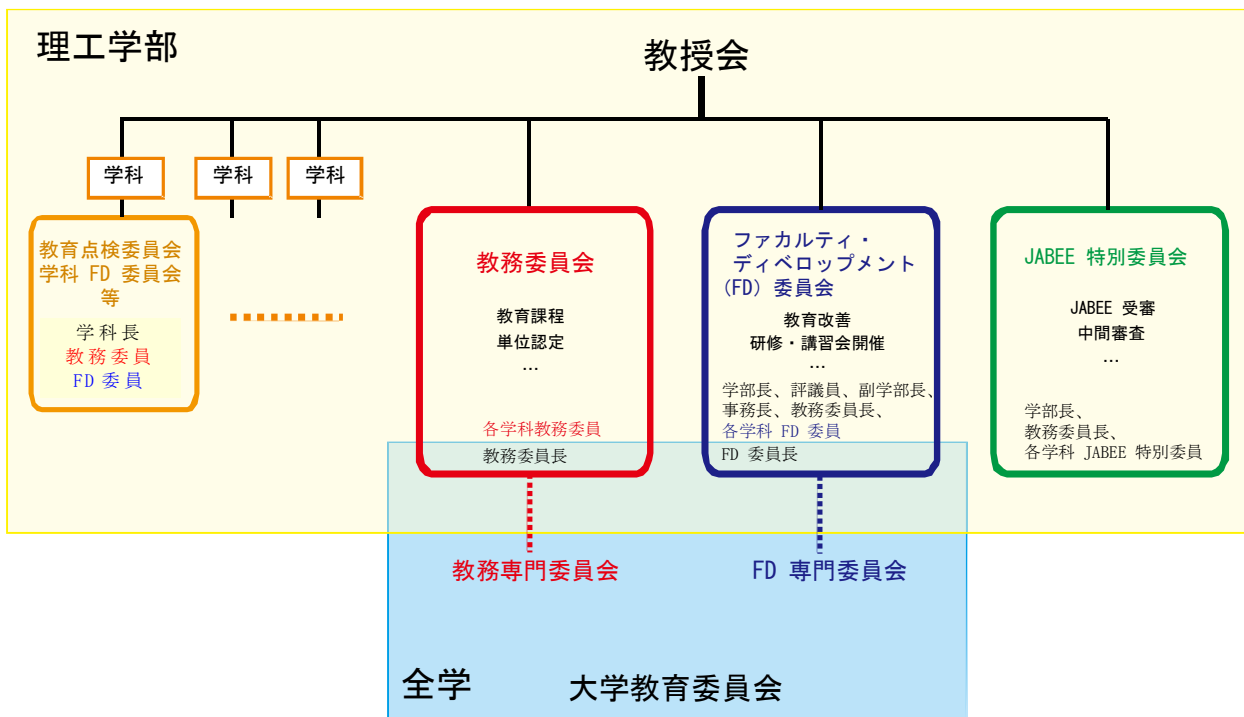 理工学部
教授会
学科
学科
学科
教育点検委員会
学科 FD 委員会
等
学科長
教務委員
FD 委員
教務委員会
教育課程
単位認定
…
各学科教務委員
教務委員長
ファカルティ・
ディベロップメント
(FD) 委員会
教育改善
研修・講習会開催
…
学部長、評議員、副学部長、
事務長、教務委員長、
各学科 FD 委員
FD 委員長
JABEE 特別委員会
JABEE 受審
中間審査
…
学部長、
教務委員長、
各学科 JABEE 特別委員
教務専門委員会
FD 専門委員会
全学
大学教育委員会